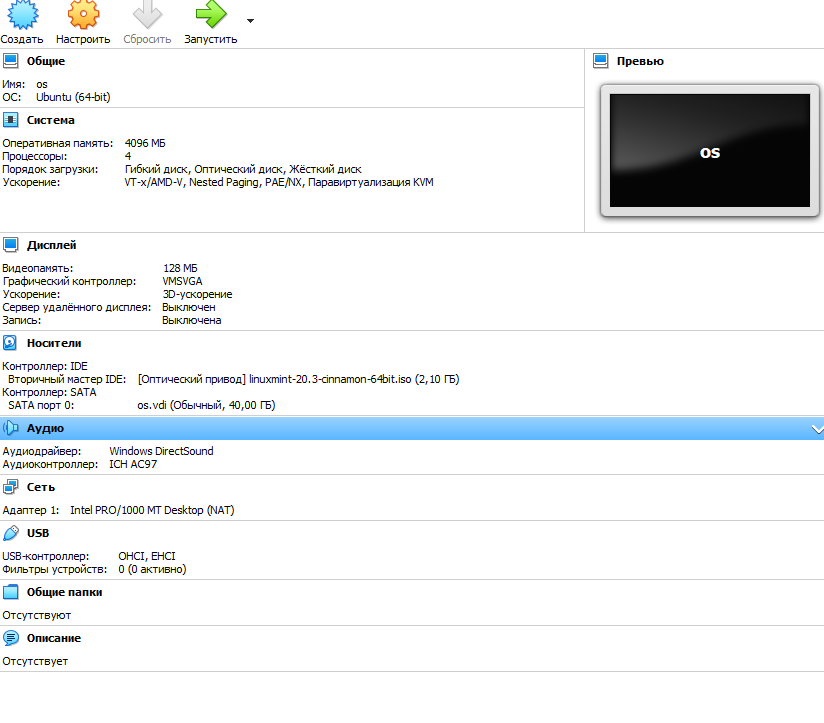 Создать Настроить Сбросить Запустить
Общие
Имя: os
ОС: Ubuntu (64-bit)
Превью
os
Система
Оперативная память: 4096 МБ
Процессоры: 4
Порядок загрузки: Гибкий диск, Оптический диск, Жёсткий диск
Ускорение: VT-x/AMD-V, Nested Paging, PAE/NX, Паравиртуализация KVM
Дисплей
Видеопамять: 128 МБ
Графический контроллер: VMSVGA
Ускорение: 3D-ускорение
Сервер удалённого дисплея: Выключен
Запись: Выключена
Носители
Контроллер: IDE
Вторичный мастер IDE: [Оптический привод] linuxmint-20.3-cinnamon-64bit.iso (2,10 ГБ)
Контроллер: SATA
SATA порт 0: os.vdi (Обычный, 40,00 ГБ)
Аудио
Аудиодрайвер: Windows DirectSound
Аудиоконтроллер: ICH AC97
Сеть
Адаптер 1: Intel PRO/1000 MT Desktop (NAT)
USB
USB-контроллер: OHCI, EHCI
Фильтры устройств: 0 (0 активно)
Общие папки
Отсутствуют
Описание
Отсутствует